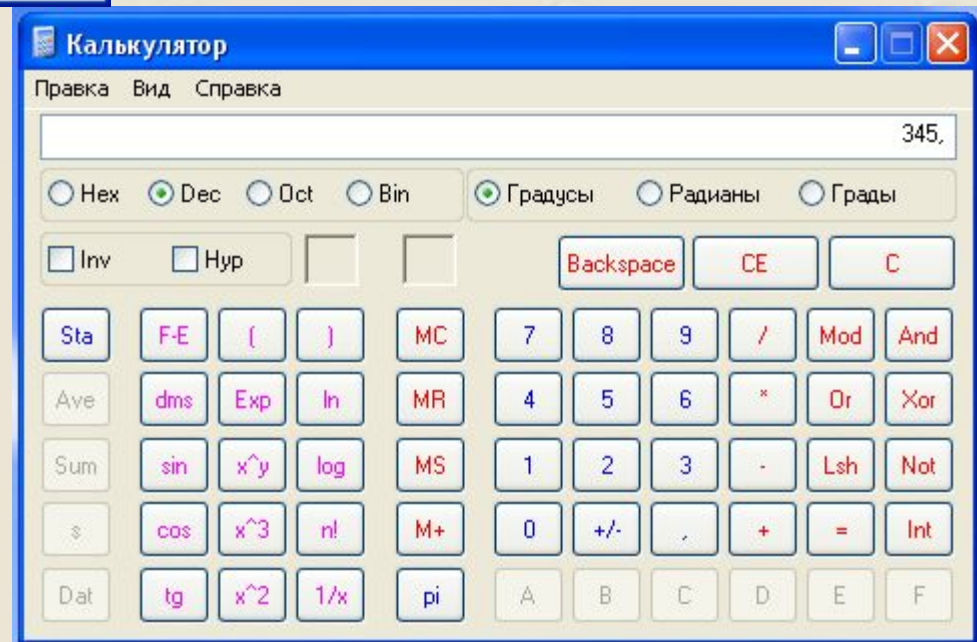 Калькулятор
Правка Вид Справка
345,
Hex Dec Oct Bin Градусы Радианы Грады
Inv Hyp Backspace CE C
Sta F-E ( ) MC 7 8 9 / Mod And
Ave dms Exp ln MR 4 5 6 * Or Xor
Sum sin x^y log MS 1 2 3 - Lsh Not
s cos x^3 n! M+ 0 +/- , + = Int
Dat tg x^2 1/x pi A B C D E F